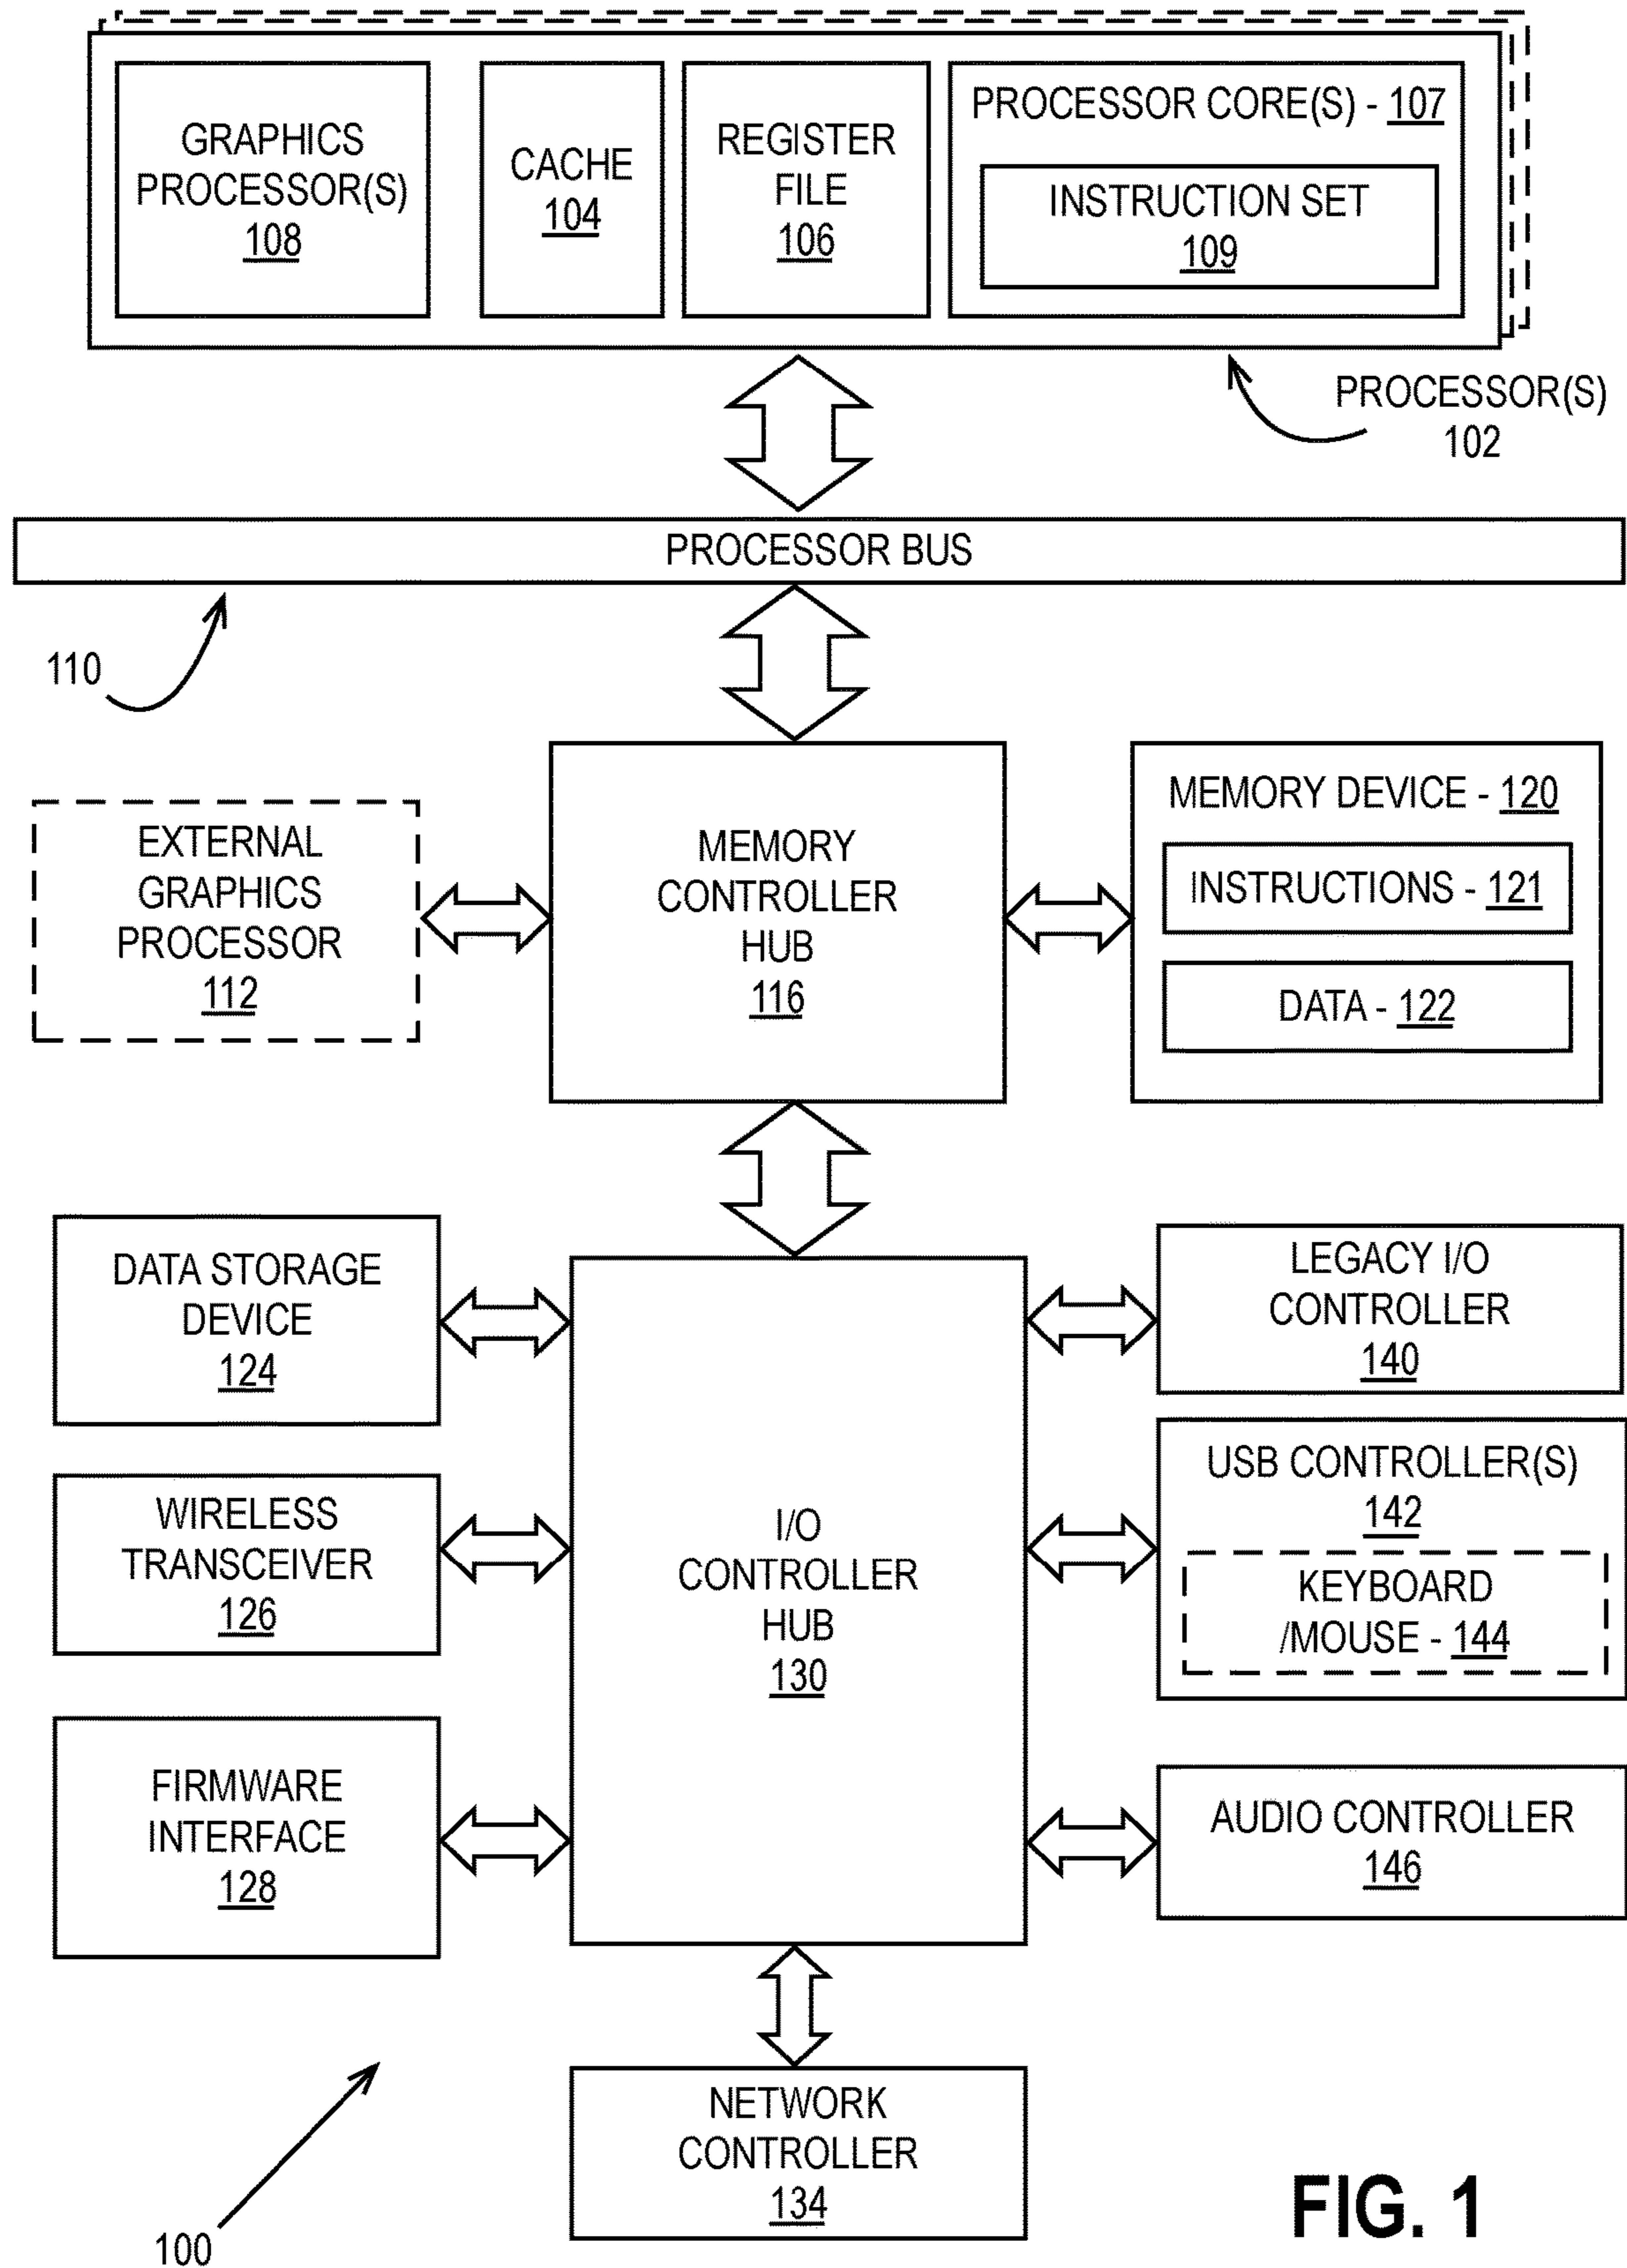 GRAPHICS
PROCESSOR(S)
108
CACHE
104
REGISTER
FILE
106
PROCESSOR CORE(S) - 107
INSTRUCTION SET
109
PROCESSOR(S)
102
PROCESSOR BUS
110
EXTERNAL
GRAPHICS
PROCESSOR
112
MEMORY
CONTROLLER
HUB
116
MEMORY DEVICE - 120
INSTRUCTIONS - 121
DATA - 122
DATA STORAGE
DEVICE
124
WIRELESS
TRANSCEIVER
126
FIRMWARE
INTERFACE
128
I/O
CONTROLLER
HUB
130
LEGACY I/O
CONTROLLER
140
USB CONTROLLER(S)
142
KEYBOARD
/MOUSE - 144
AUDIO CONTROLLER
146
NETWORK
CONTROLLER
134
100
FIG. 1